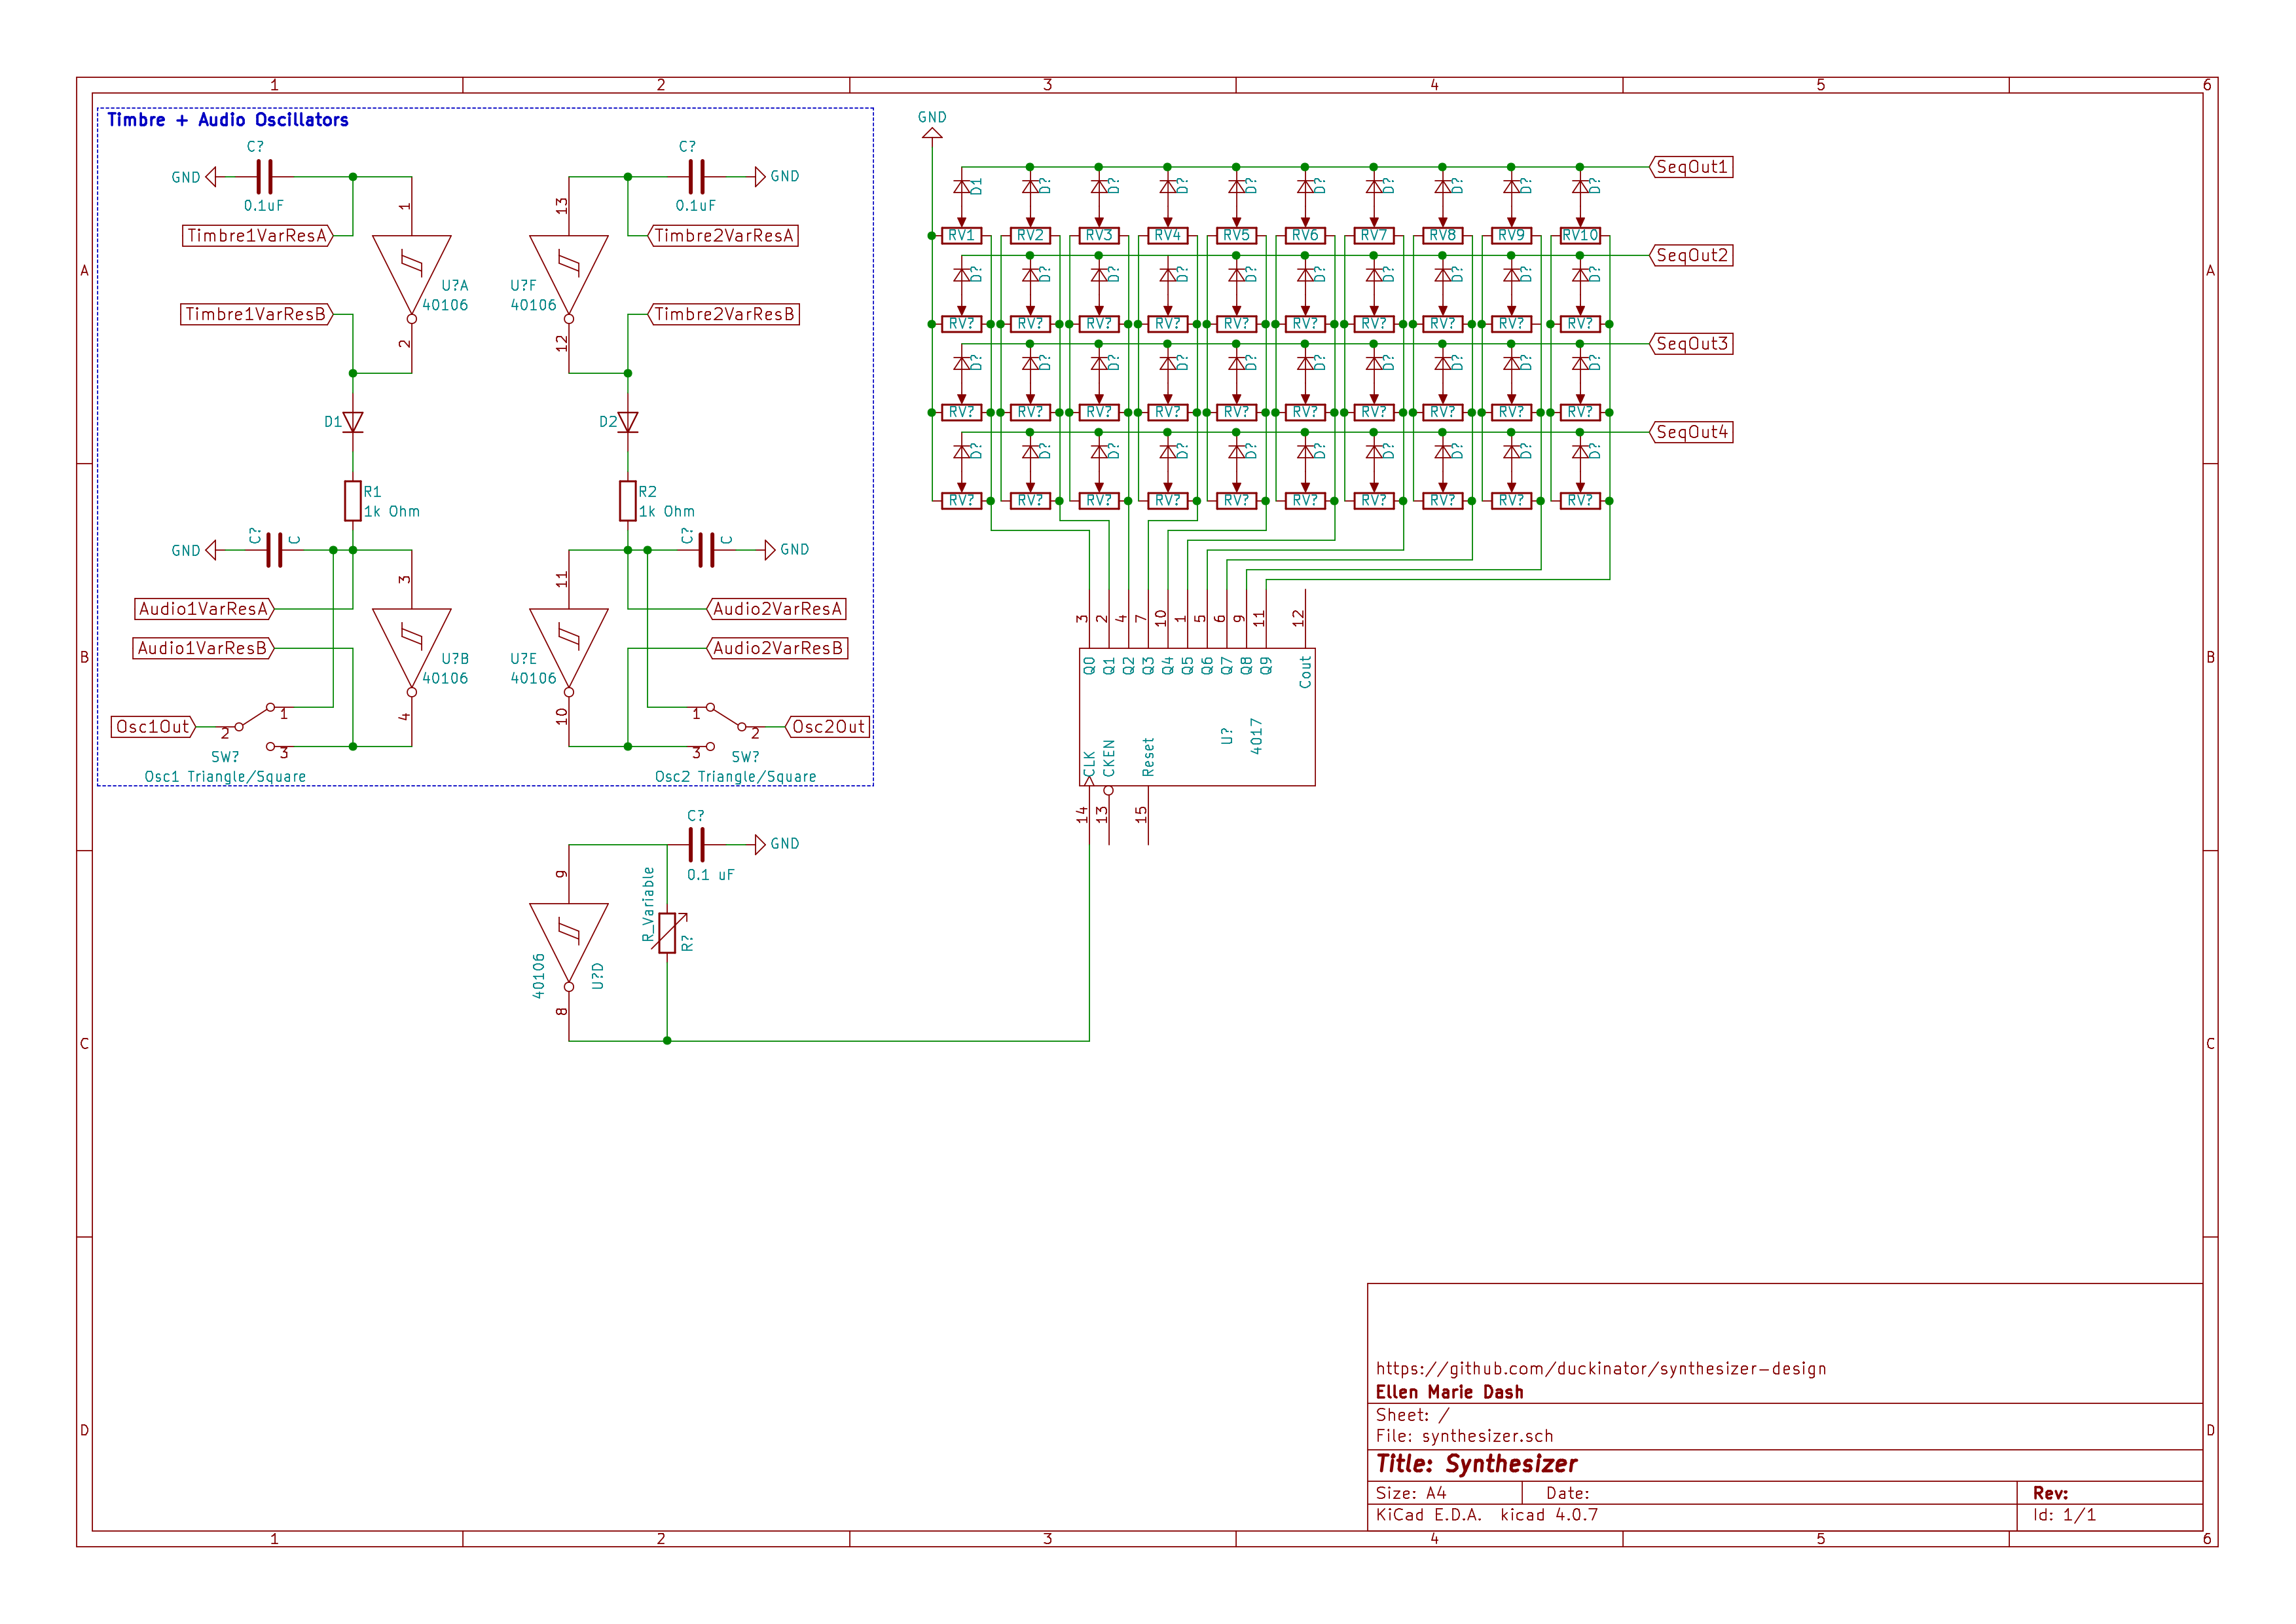 1 2 3 4 5 6
A
B
C
D
A
B
C
D
1 2 3 4 5 6
Timbre + Audio Oscillators
C?
GND
0.1uF
Timbre1VarResA
1
U?A
40106
Timbre1VarResB
2
D1
R1
1k Ohm
GND
C?
C
3
Audio1VarResA
Audio1VarResB
U?B
40106
4
Osc1Out
2
1
3
SW?
Osc1 Triangle/Square
C?
GND
0.1uF
13
Timbre2VarResA
U?F
40106
Timbre2VarResB
12
D2
R2
1k Ohm
C?
C
GND
11
Audio2VarResA
Audio2VarResB
U?E
40106
10
1
2
3
Osc2Out
SW?
Osc2 Triangle/Square
C?
GND
0.1 uF
9
R_Variable
R?
40106
U?D
8
GND
SeqOut1
D1 D? D? D? D? D? D? D? D? D?
RV1 RV2 RV3 RV4 RV5 RV6 RV7 RV8 RV9 RV10
SeqOut2
D? D? D? D? D? D? D? D? D? D?
RV? RV? RV? RV? RV? RV? RV? RV? RV? RV?
SeqOut3
D? D? D? D? D? D? D? D? D? D?
RV? RV? RV? RV? RV? RV? RV? RV? RV? RV?
SeqOut4
D? D? D? D? D? D? D? D? D? D?
RV? RV? RV? RV? RV? RV? RV? RV? RV? RV?
3 2 4 7 10 1 5 6 9 11 12
Q0 Q1 Q2 Q3 Q4 Q5 Q6 Q7 Q8 Q9 Cout
U?
4017
CLK CKEN Reset
14 13 15
https://github.com/duckinator/synthesizer-design
Ellen Marie Dash
Sheet: /
File: synthesizer.sch
Title: Synthesizer
Size: A4 Date: Rev:
KiCad E.D.A. kicad 4.0.7 Id: 1/1